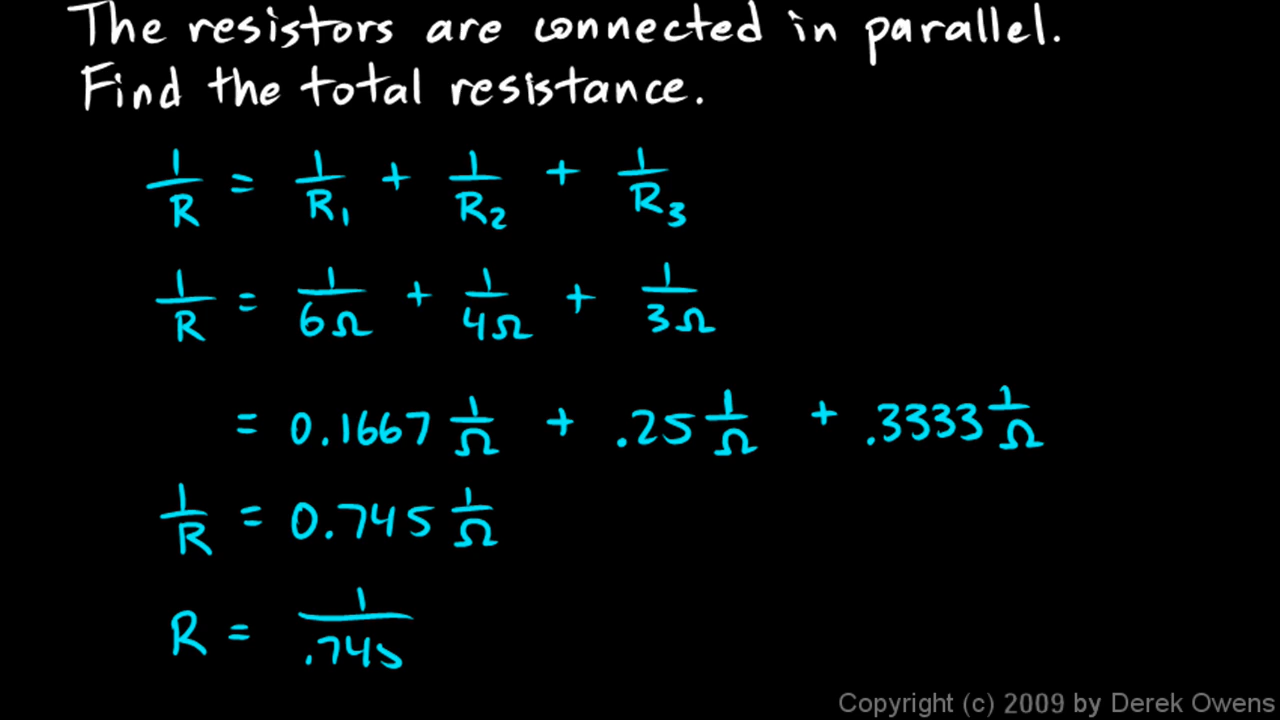 The resistors are connected in parallel.
Find the total resistance.
1/R = 1/R₁ + 1/R₂ + 1/R₃
1/R = 1/6Ω + 1/4Ω + 1/3Ω
= 0.1667 1/Ω + .25 1/Ω + .3333 1/Ω
1/R = 0.745 1/Ω
R = 1/.745
Copyright (c) 2009 by Derek Owens